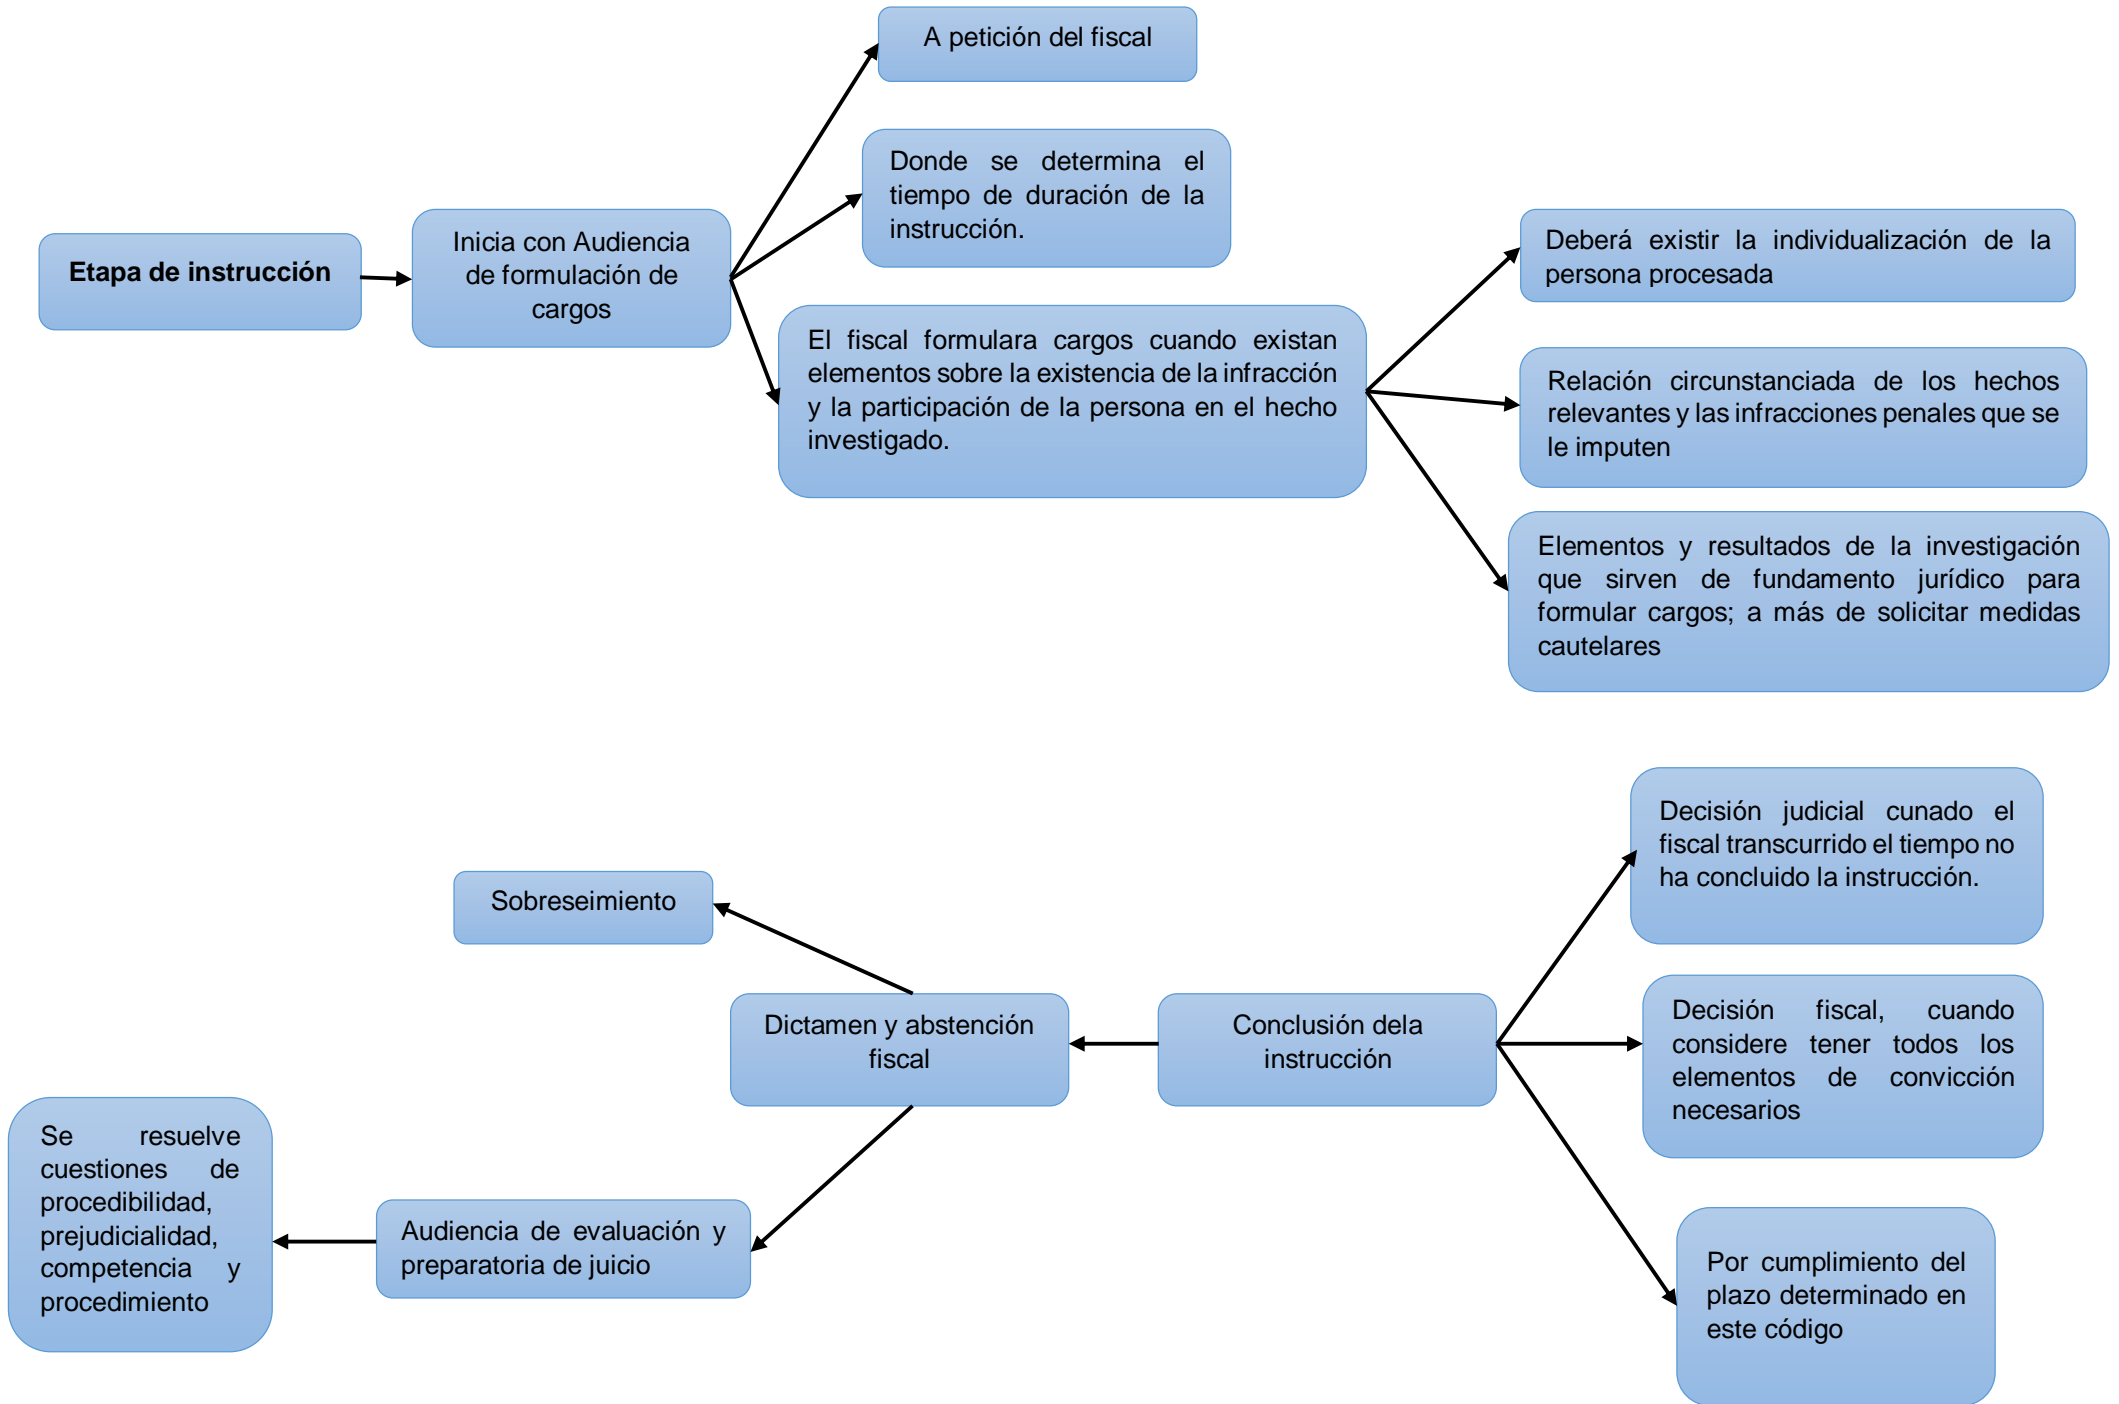 A petición del fiscal
Donde se determina el
tiempo de duración de la
instrucción.
Etapa de instrucción
Inicia con Audiencia
de formulación de
cargos
El fiscal formulara cargos cuando existan
elementos sobre la existencia de la infracción
y la participación de la persona en el hecho
investigado.
Deberá existir la individualización de la
persona procesada
Relación circunstanciada de los hechos
relevantes y las infracciones penales que se
le imputen
Elementos y resultados de la investigación
que sirven de fundamento jurídico para
formular cargos; a más de solicitar medidas
cautelares
Decisión judicial cunado el
fiscal transcurrido el tiempo no
ha concluido la instrucción.
Sobreseimiento
Dictamen y abstención
fiscal
Conclusión dela
instrucción
Decisión fiscal, cuando
considere tener todos los
elementos de convicción
necesarios
Se resuelve
cuestiones de
procedibilidad,
prejudicialidad,
competencia y
procedimiento
Audiencia de evaluación y
preparatoria de juicio
Por cumplimiento del
plazo determinado en
este código